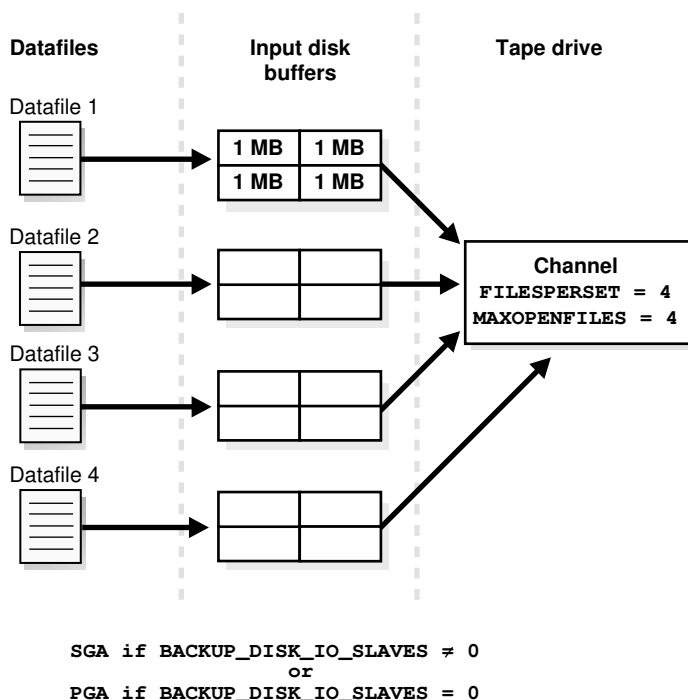 Datafiles
Input disk
buffers
Tape drive
Datafile 1
1 MB 1 MB
1 MB 1 MB
Datafile 2
Channel
FILESPERSET = 4
MAXOPENFILES = 4
Datafile 3
Datafile 4
SGA if BACKUP_DISK_IO_SLAVES ≠ 0
or
PGA if BACKUP_DISK_IO_SLAVES = 0